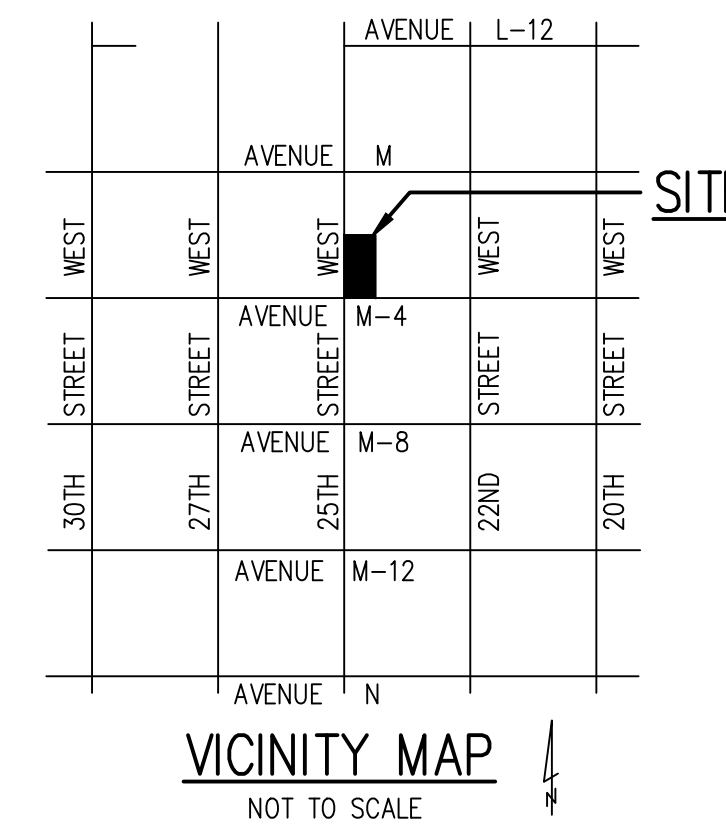 AVENUE L-12
AVENUE M
SITE
30TH STREET WEST
27TH STREET WEST
25TH STREET WEST
22ND STREET WEST
20TH STREET WEST
AVENUE M-4
AVENUE M-8
AVENUE M-12
AVENUE N
VICINITY MAP
N
NOT TO SCALE